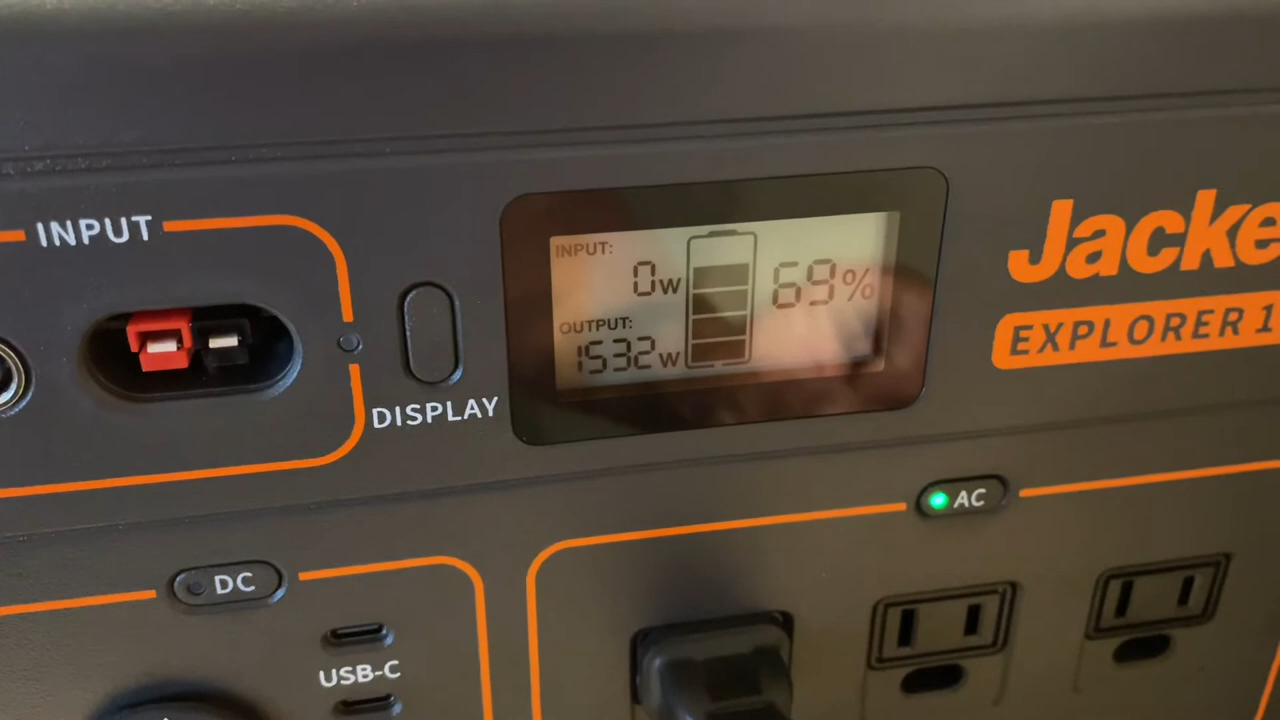 INPUT
DISPLAY
INPUT:
0w
OUTPUT:
1532w
69%
Jacke
EXPLORER 1
AC
DC
USB-C